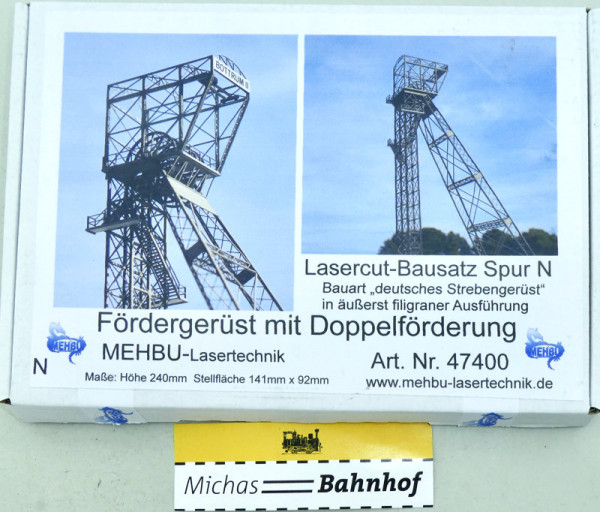 BOTTROP II
Lasercut-Bausatz Spur N
Bauart „deutsches Strebengerüst“
in äußerst filigraner Ausführung
Fördergerüst mit Doppelförderung
MEHBU
MEHBU-Lasertechnik
Art. Nr. 47400
MEHBU
N
Maße: Höhe 240mm Stellfläche 141mm x 92mm
www.mehbu-lasertechnik.de
Michas Bahnhof